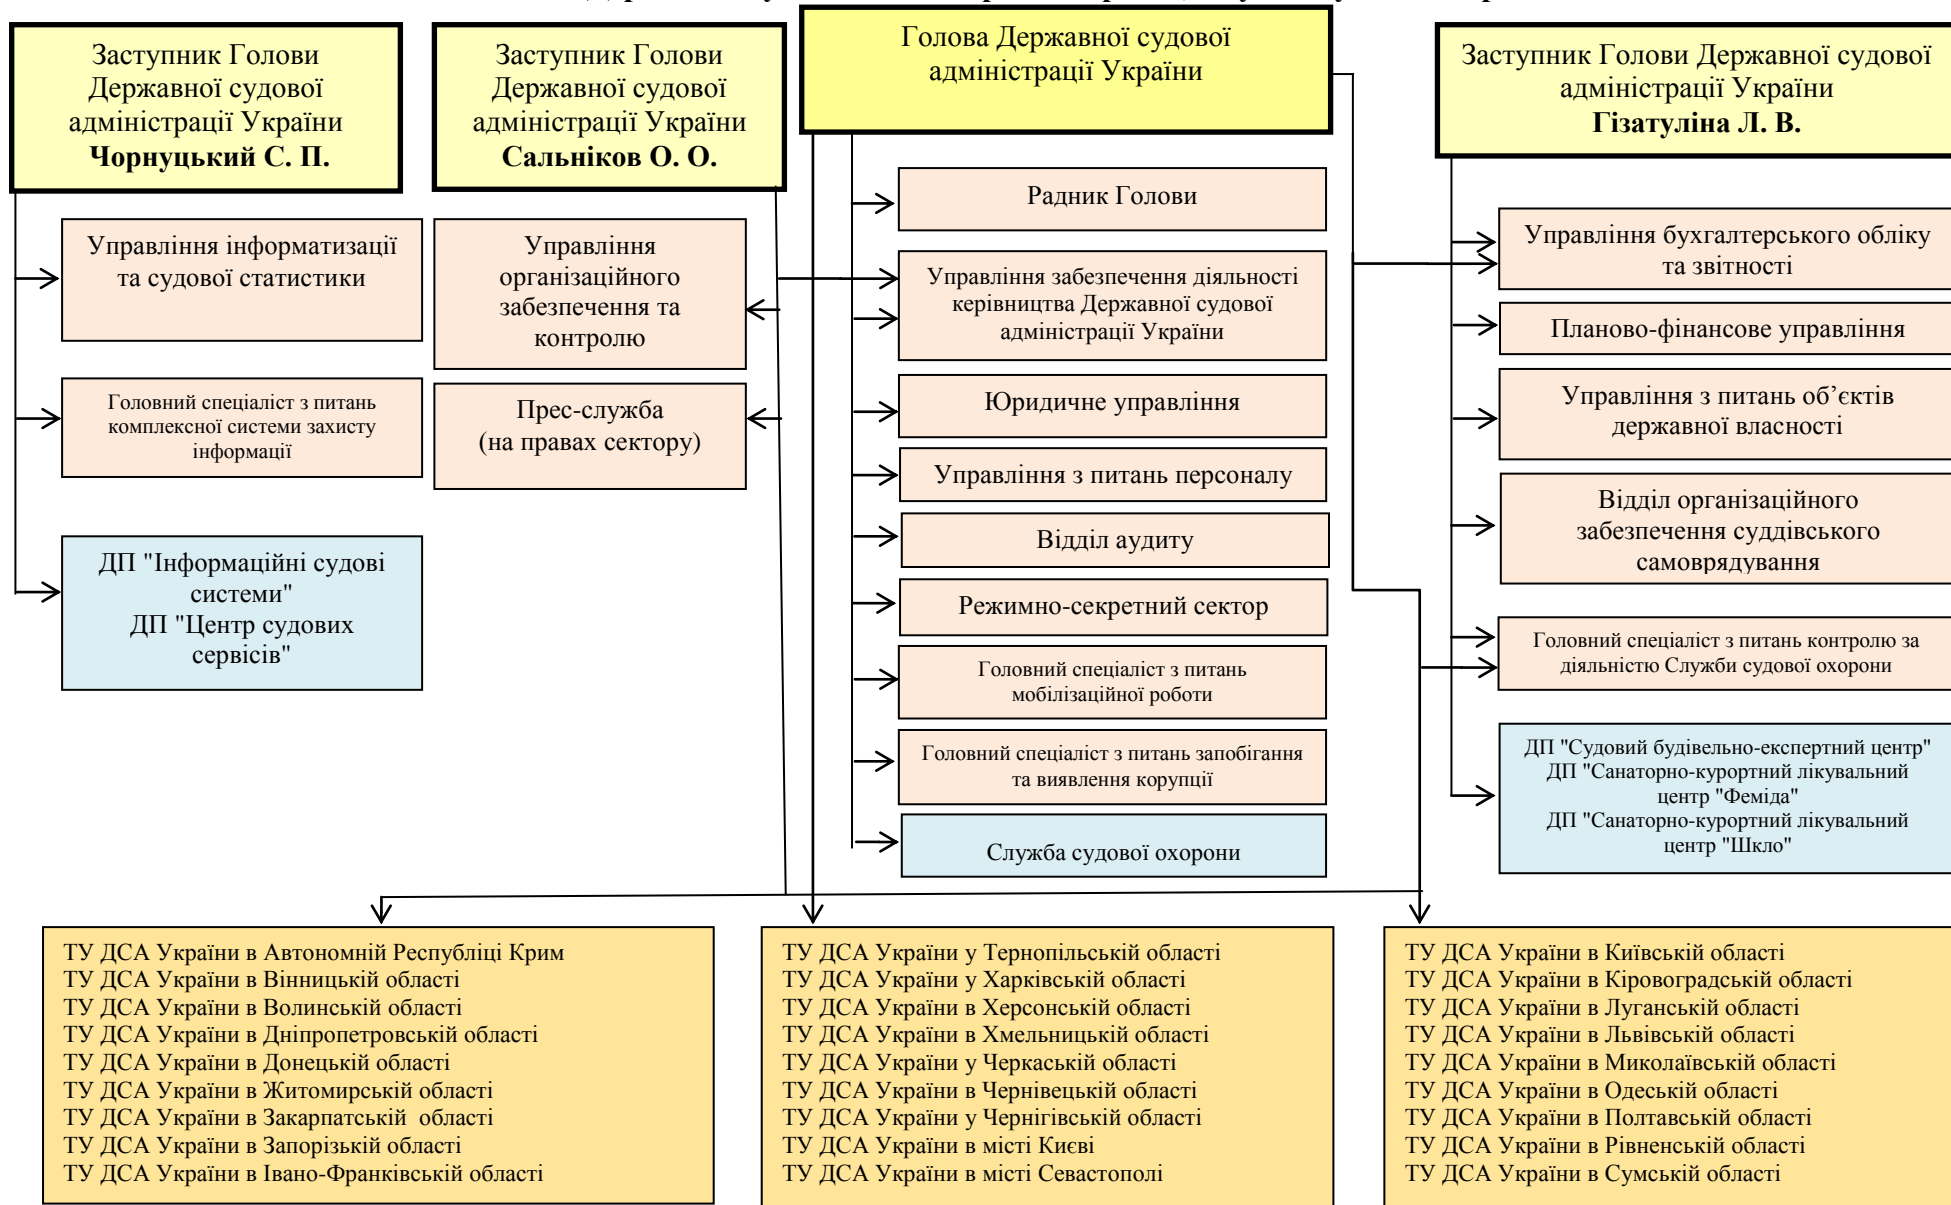 Заступник Голови
Державної судової
адміністрації України
Чорнуцький С. П.
Заступник Голови
Державної судової
адміністрації України
Сальніков О. О.
Голова Державної судової
адміністрації України
Заступник Голови Державної судової
адміністрації України
Гізатуліна Л. В.
Управління інформатизації
та судової статистики
Головний спеціаліст з питань
комплексної системи захисту
інформації
ДП "Інформаційні судові
системи"
ДП "Центр судових
сервісів"
Управління
організаційного
забезпечення та
контролю
Прес-служба
(на правах сектору)
Радник Голови
Управління забезпечення діяльності
керівництва Державної судової
адміністрації України
Юридичне управління
Управління з питань персоналу
Відділ аудиту
Режимно-секретний сектор
Головний спеціаліст з питань
мобілізаційної роботи
Головний спеціаліст з питань запобігання
та виявлення корупції
Служба судової охорони
Управління бухгалтерського обліку
та звітності
Планово-фінансове управління
Управління з питань об’єктів
державної власності
Відділ організаційного
забезпечення суддівського
самоврядування
Головний спеціаліст з питань контролю за
діяльністю Служби судової охорони
ДП "Судовий будівельно-експертний центр"
ДП "Санаторно-курортний лікувальний
центр "Феміда"
ДП "Санаторно-курортний лікувальний
центр "Шкло"
ТУ ДСА України в Автономній Республіці Крим
ТУ ДСА України в Вінницькій області
ТУ ДСА України в Волинській області
ТУ ДСА України в Дніпропетровській області
ТУ ДСА України в Донецькій області
ТУ ДСА України в Житомирській області
ТУ ДСА України в Закарпатській області
ТУ ДСА України в Запорізькій області
ТУ ДСА України в Івано-Франківській області
ТУ ДСА України у Тернопільській області
ТУ ДСА України у Харківській області
ТУ ДСА України в Херсонській області
ТУ ДСА України в Хмельницькій області
ТУ ДСА України у Черкаській області
ТУ ДСА України в Чернівецькій області
ТУ ДСА України у Чернігівській області
ТУ ДСА України в місті Києві
ТУ ДСА України в місті Севастополі
ТУ ДСА України в Київській області
ТУ ДСА України в Кіровоградській області
ТУ ДСА України в Луганській області
ТУ ДСА України в Львівській області
ТУ ДСА України в Миколаївській області
ТУ ДСА України в Одеській області
ТУ ДСА України в Полтавській області
ТУ ДСА України в Рівненській області
ТУ ДСА України в Сумській області